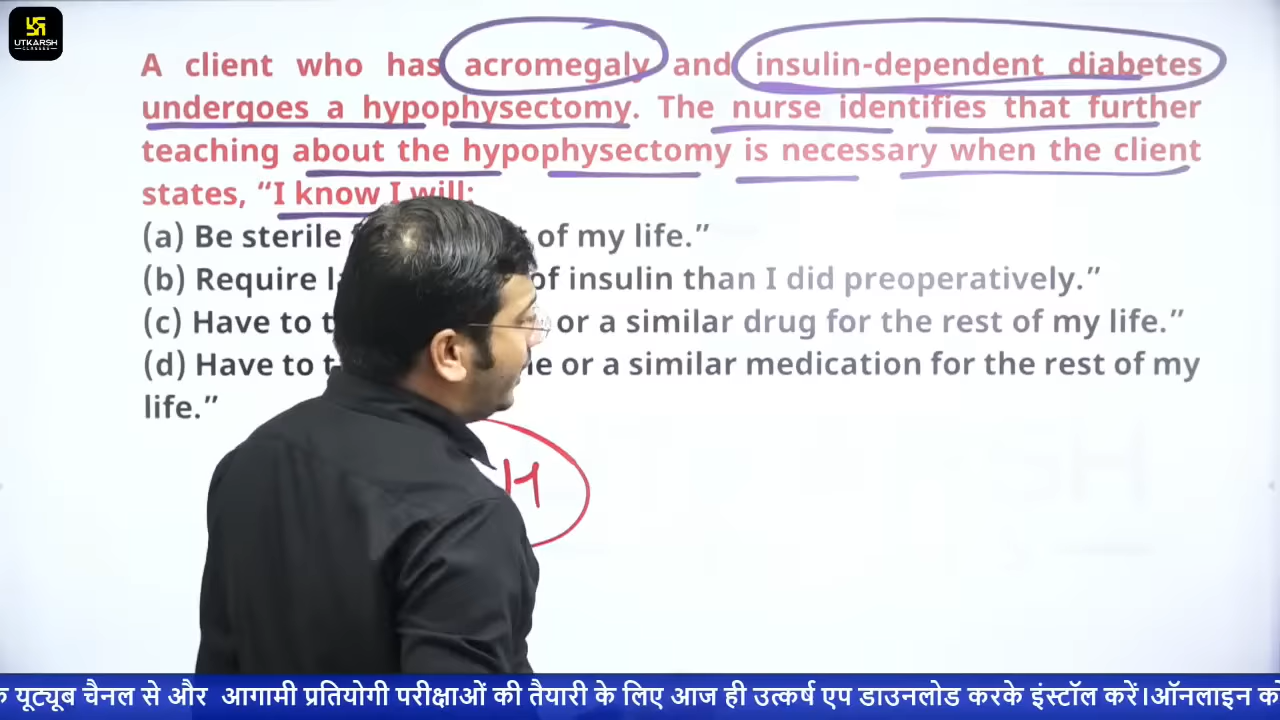 UTKARSH
CLASSES
A client who has acromegaly and insulin-dependent diabetes
undergoes a hypophysectomy. The nurse identifies that further
teaching about the hypophysectomy is necessary when the client
states, “I know I will:
(a) Be sterile of my life.”
(b) Require of insulin than I did preoperatively.”
(c) Have to or a similar drug for the rest of my life.”
(d) Have to or a similar medication for the rest of my
life.”
H
यूट्यूब चैनल से और आगामी प्रतियोगी परीक्षाओं की तैयारी के लिए आज ही उत्कर्ष एप डाउनलोड करके इंस्टॉल करें।ऑनलाइन